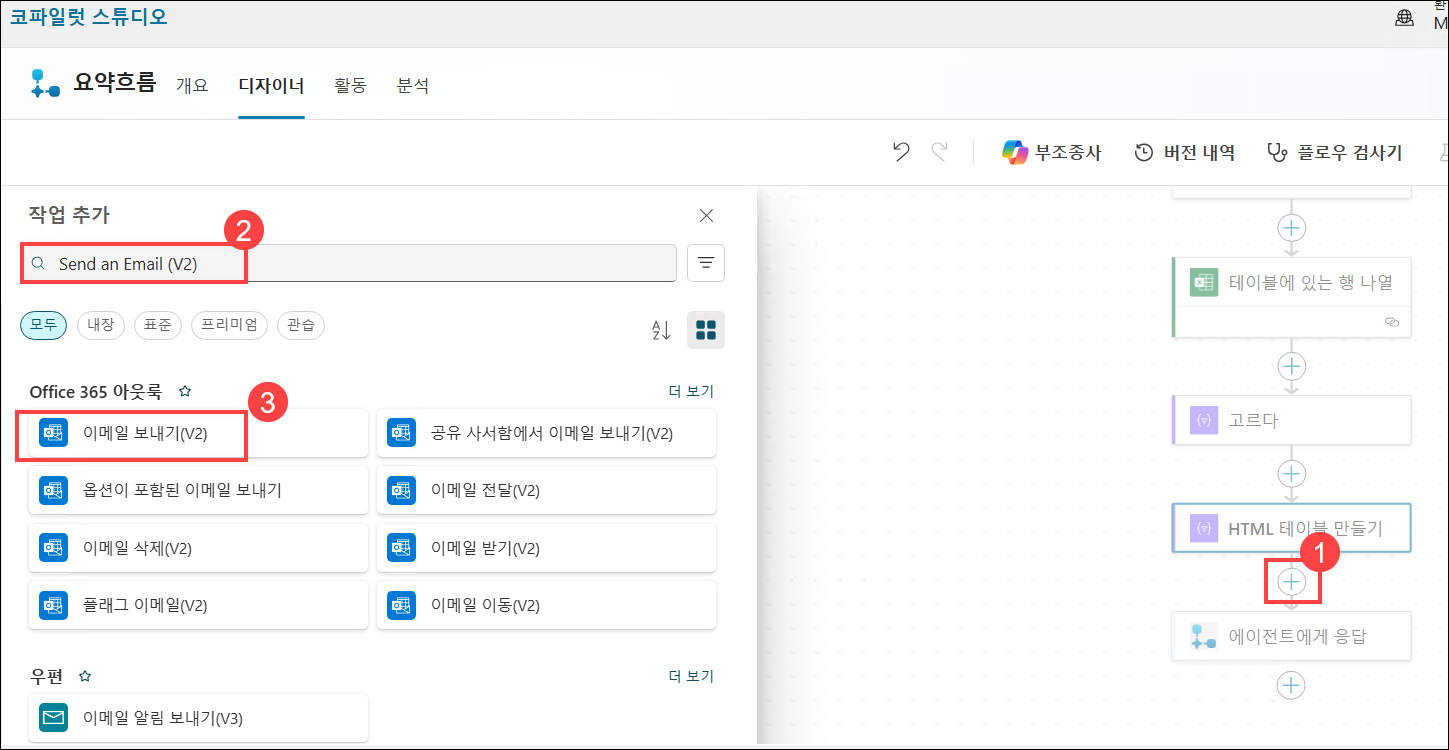 코파일럿 스튜디오
환
M
요약흐름
개요
디자이너
활동
분석
부조종사
버전 내역
플로우 검사기
작업 추가
2
Send an Email (V2)
모두
내장
표준
프리미엄
관습
Office 365 아웃룩
더 보기
3
이메일 보내기(V2)
공유 사서함에서 이메일 보내기(V2)
옵션이 포함된 이메일 보내기
이메일 전달(V2)
이메일 삭제(V2)
이메일 받기(V2)
플래그 이메일(V2)
이메일 이동(V2)
우편
더 보기
이메일 알림 보내기(V3)
테이블에 있는 행 나열
고르다
HTML 테이블 만들기
1
에이전트에게 응답